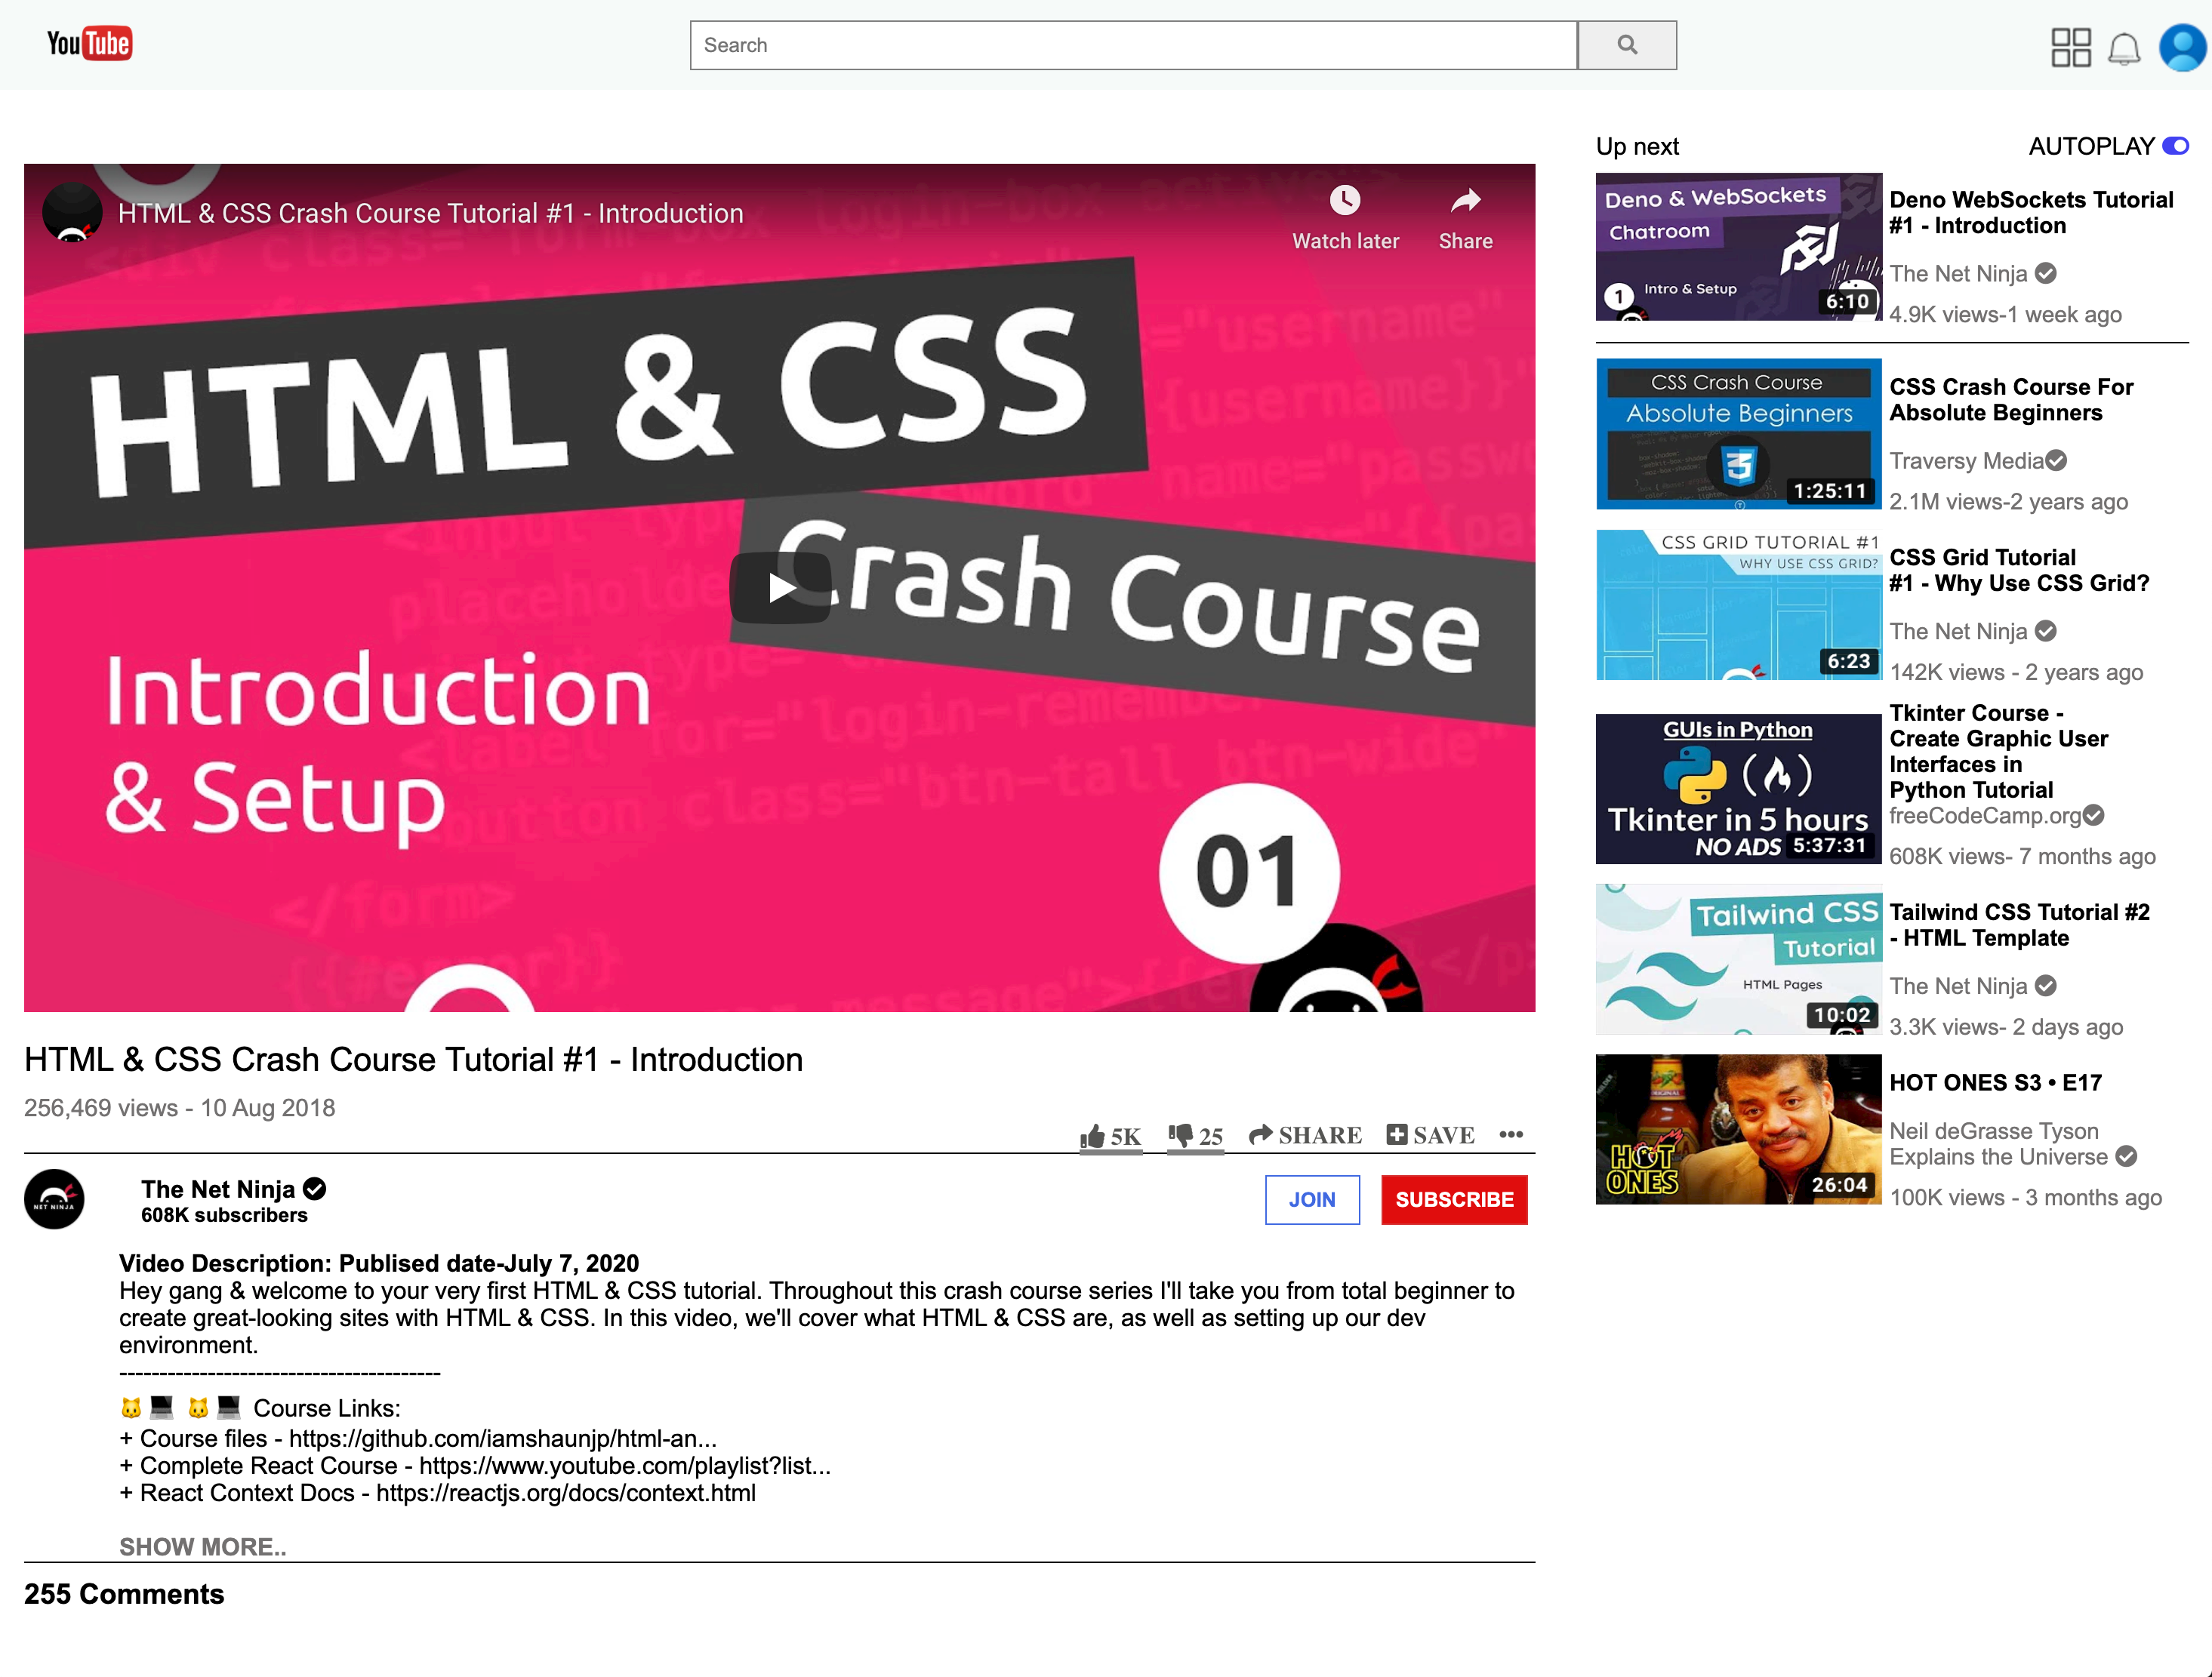 YouTube
Search
HTML & CSS Crash Course Tutorial #1 - Introduction
Watch later
Share
HTML & CSS
Crash Course
Introduction
& Setup
01
HTML & CSS Crash Course Tutorial #1 - Introduction
256,469 views - 10 Aug 2018
5K 25 SHARE SAVE
NET NINJA
The Net Ninja
608K subscribers
JOIN
SUBSCRIBE
Video Description: Publised date-July 7, 2020
Hey gang & welcome to your very first HTML & CSS tutorial. Throughout this crash course series I'll take you from total beginner to
create great-looking sites with HTML & CSS. In this video, we'll cover what HTML & CSS are, as well as setting up our dev
environment.
----------------------------------------
🐱💻 🐱💻 Course Links:
+ Course files - https://github.com/iamshaunjp/html-an...
+ Complete React Course - https://www.youtube.com/playlist?list...
+ React Context Docs - https://reactjs.org/docs/context.html
SHOW MORE..
255 Comments
Up next
AUTOPLAY
Deno & WebSockets
Chatroom
1 Intro & Setup
6:10
Deno WebSockets Tutorial
#1 - Introduction
The Net Ninja
4.9K views-1 week ago
CSS Crash Course
Absolute Beginners
3
1:25:11
CSS Crash Course For
Absolute Beginners
Traversy Media
2.1M views-2 years ago
CSS GRID TUTORIAL #1
WHY USE CSS GRID?
6:23
CSS Grid Tutorial
#1 - Why Use CSS Grid?
The Net Ninja
142K views - 2 years ago
GUIs in Python
Tkinter in 5 hours
NO ADS 5:37:31
Tkinter Course -
Create Graphic User
Interfaces in
Python Tutorial
freeCodeCamp.org
608K views- 7 months ago
Tailwind CSS
Tutorial
HTML Pages
10:02
Tailwind CSS Tutorial #2
- HTML Template
The Net Ninja
3.3K views- 2 days ago
HOT
ONES
26:04
HOT ONES S3 • E17
Neil deGrasse Tyson
Explains the Universe
100K views - 3 months ago